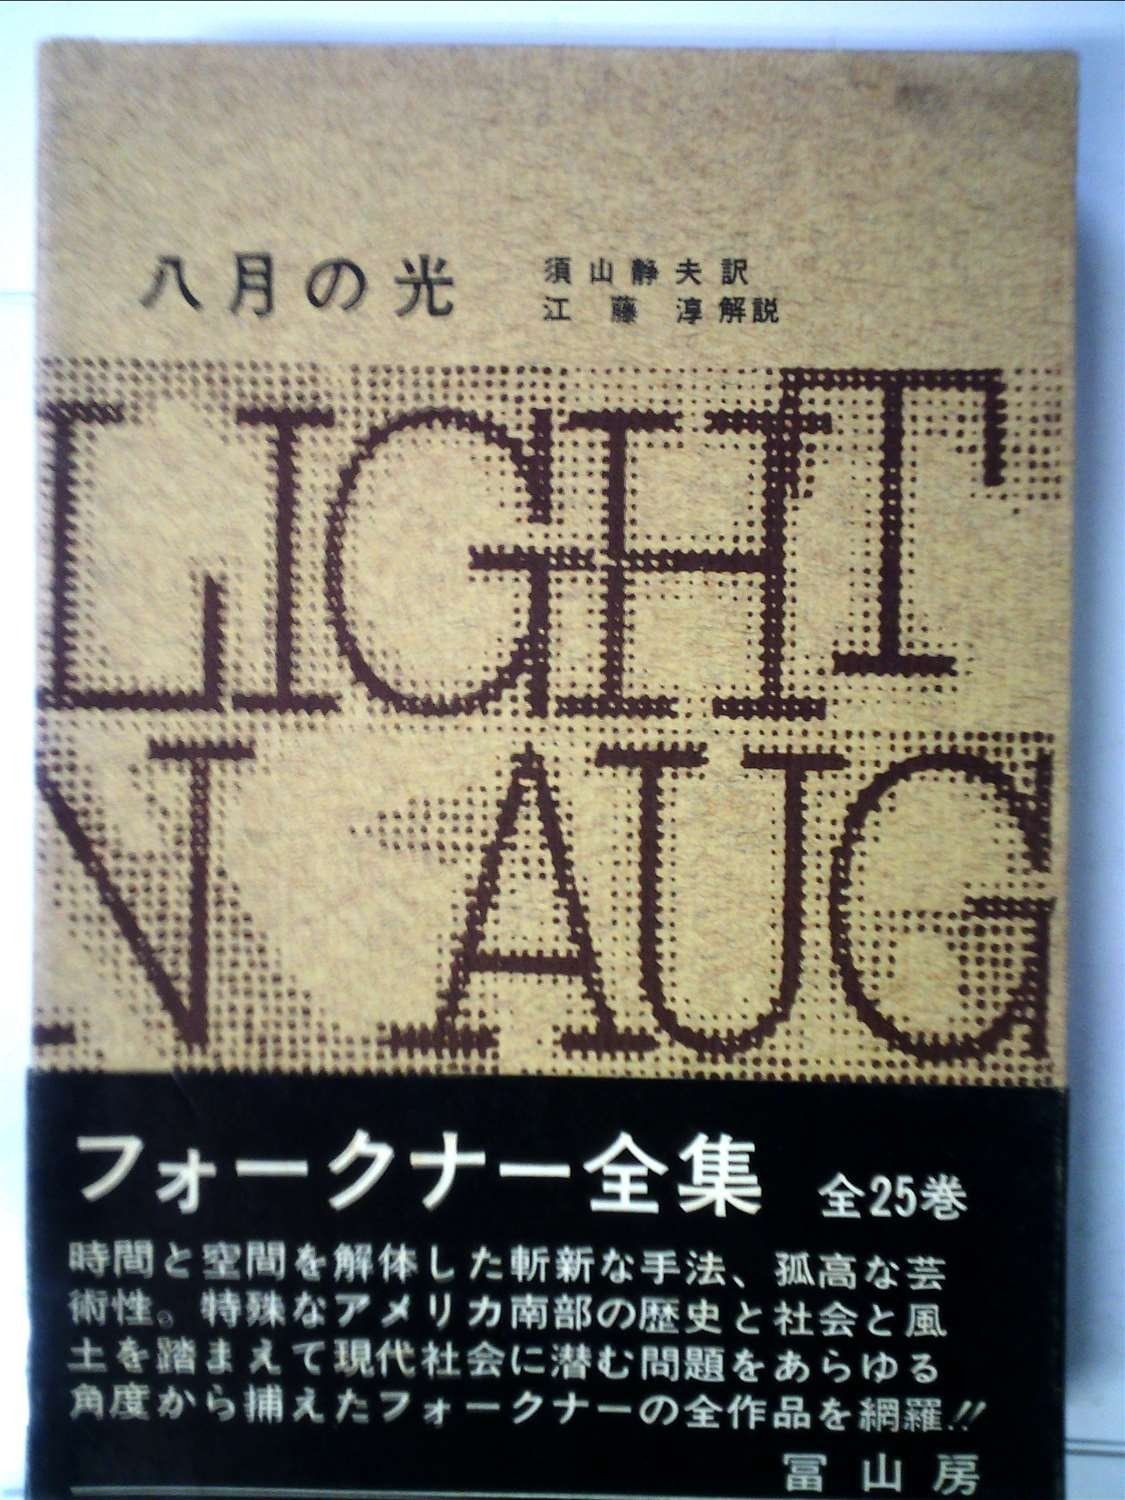 八月の光
須山静夫訳
江藤淳解説
LIGHT
N AUG
フォークナー全集 全25巻
時間と空間を解体した斬新な手法、孤高な芸
術性。特殊なアメリカ南部の歴史と社会と風
土を踏まえて現代社会に潜む問題をあらゆる
角度から捕えたフォークナーの全作品を網羅!!
冨山房